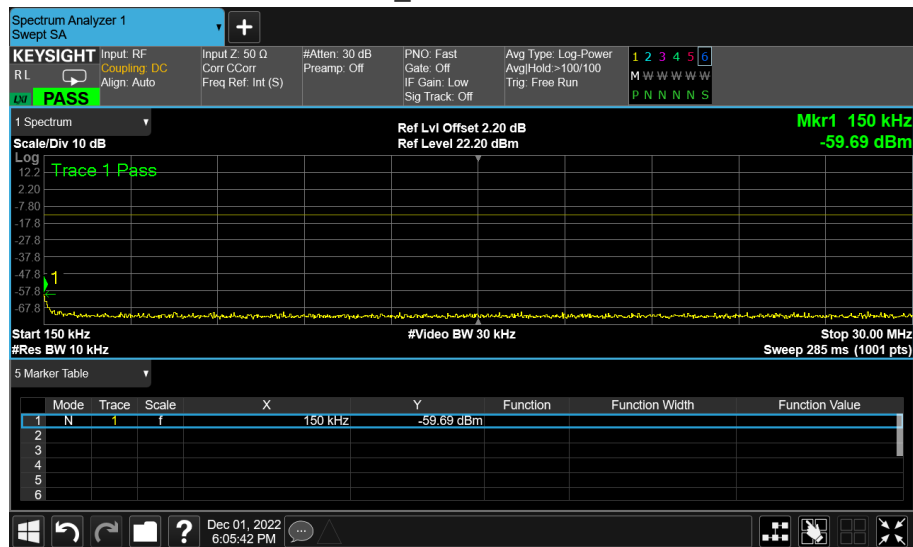 Spectrum Analyzer 1
Swept SA
+
KEYSIGHT Input: RF Input Z: 50 Ω #Atten: 30 dB PNO: Fast Avg Type: Log-Power 1 2 3 4 5 6
RL Coupling: DC Corr CCorr Preamp: Off Gate: Off Avg|Hold:>100/100 M W W W W W
Align: Auto Freq Ref: Int (S) IF Gain: Low Trig: Free Run
LXI PASS Sig Track: Off P N N N N S
1 Spectrum Ref Lvl Offset 2.20 dB Mkr1 150 kHz
Scale/Div 10 dB Ref Level 22.20 dBm -59.69 dBm
Log
12.2 Trace 1 Pass
2.20
-7.80
-17.8
-27.8
-37.8
-47.8 1
-57.8
-67.8
Start 150 kHz #Video BW 30 kHz Stop 30.00 MHz
#Res BW 10 kHz Sweep 285 ms (1001 pts)
5 Marker Table
Mode Trace Scale X Y Function Function Width Function Value
1 N 1 f 150 kHz -59.69 dBm
2
3
4
5
6
? Dec 01, 2022
6:05:42 PM